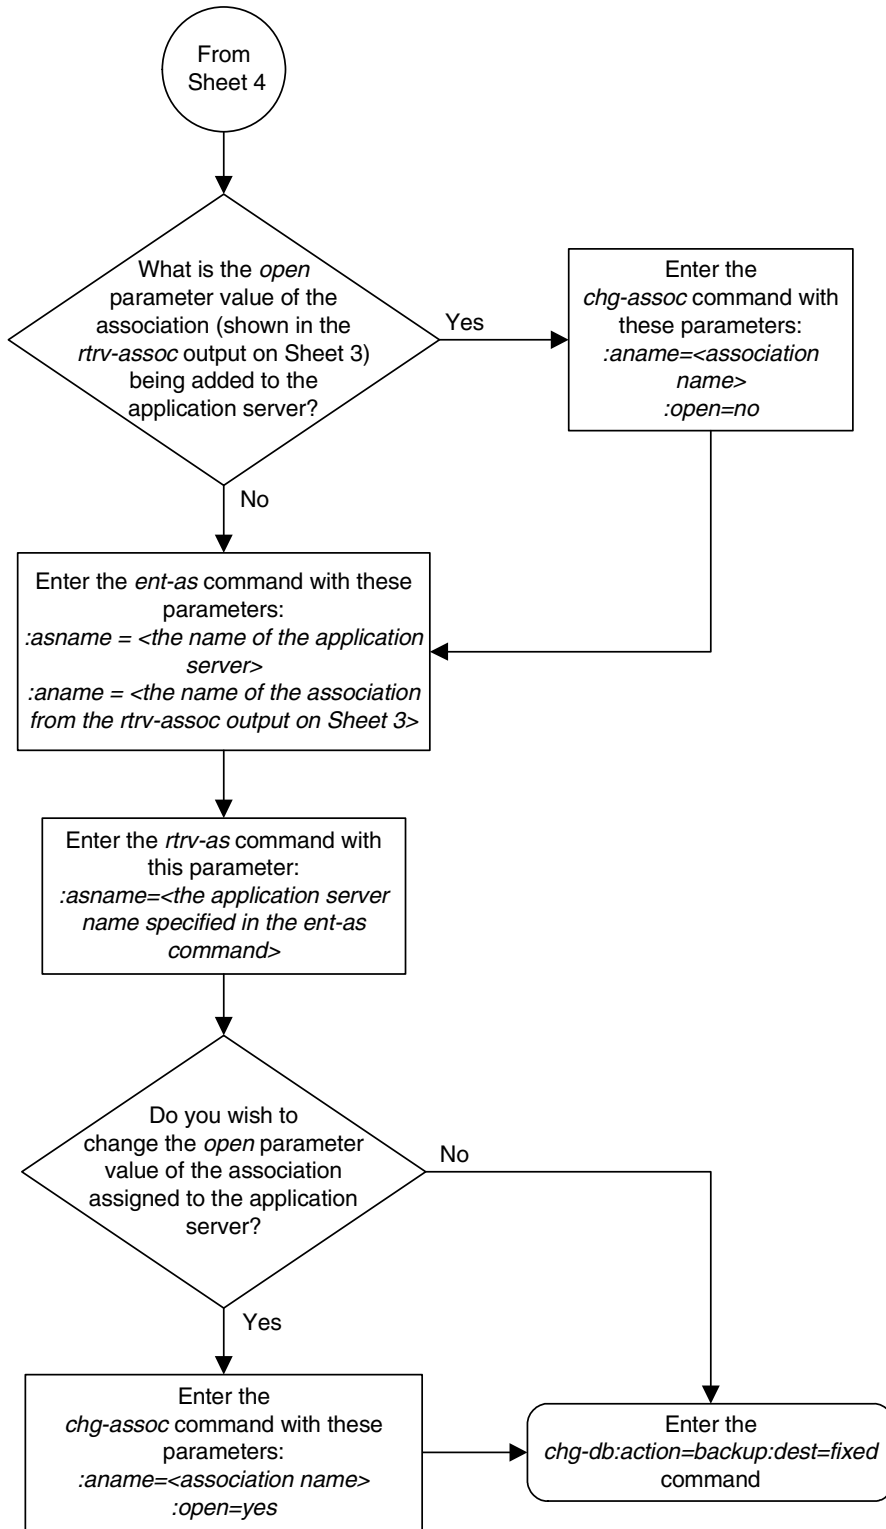 From
Sheet 4
What is the open
parameter value of the
association (shown in the
rtrv-assoc output on Sheet 3)
being added to the
application server?
Yes
Enter the
chg-assoc command with
these parameters:
:aname=<association
name>
:open=no
No
Enter the ent-as command with these
parameters:
:asname = <the name of the application
server>
:aname = <the name of the association
from the rtrv-assoc output on Sheet 3>
Enter the rtrv-as command with
this parameter:
:asname=<the application server
name specified in the ent-as
command>
Do you wish to
change the open parameter
value of the association
assigned to the application
server?
No
Yes
Enter the
chg-assoc command with these
parameters:
:aname=<association name>
:open=yes
Enter the
chg-db:action=backup:dest=fixed
command